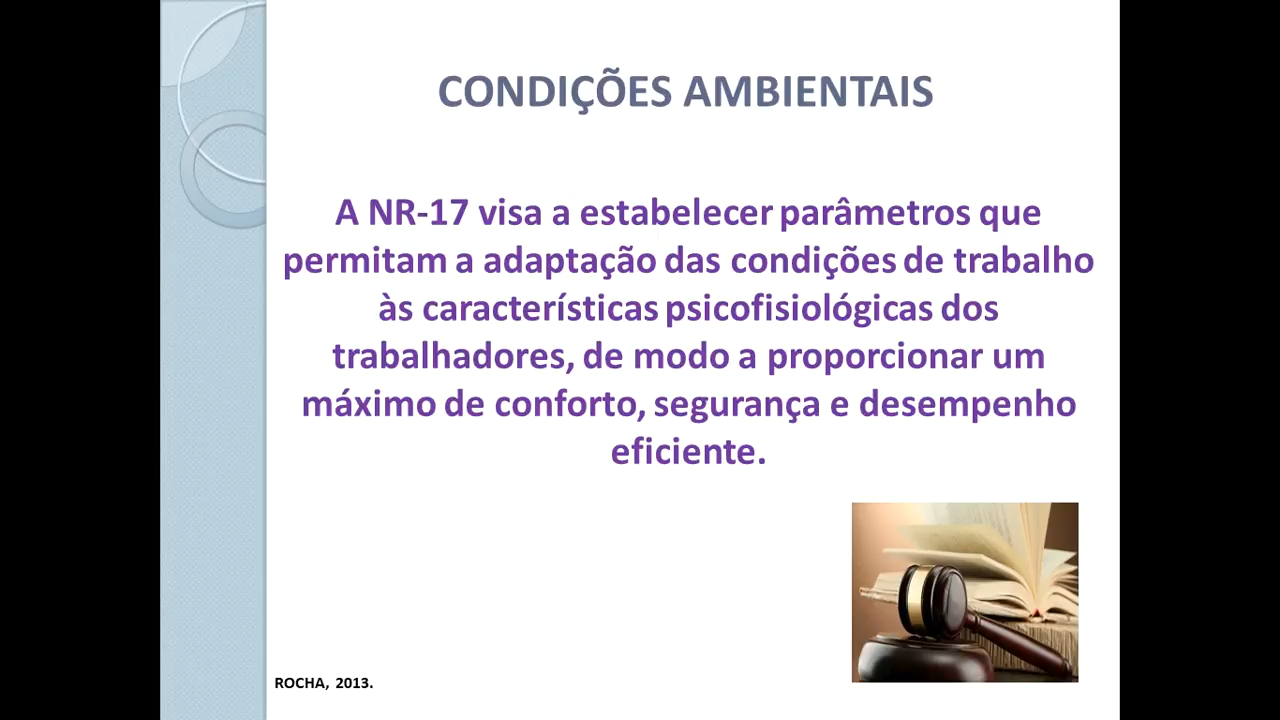 CONDIÇÕES AMBIENTAIS
A NR-17 visa a estabelecer parâmetros que
permitam a adaptação das condições de trabalho
às características psicofisiológicas dos
trabalhadores, de modo a proporcionar um
máximo de conforto, segurança e desempenho
eficiente.
ROCHA, 2013.